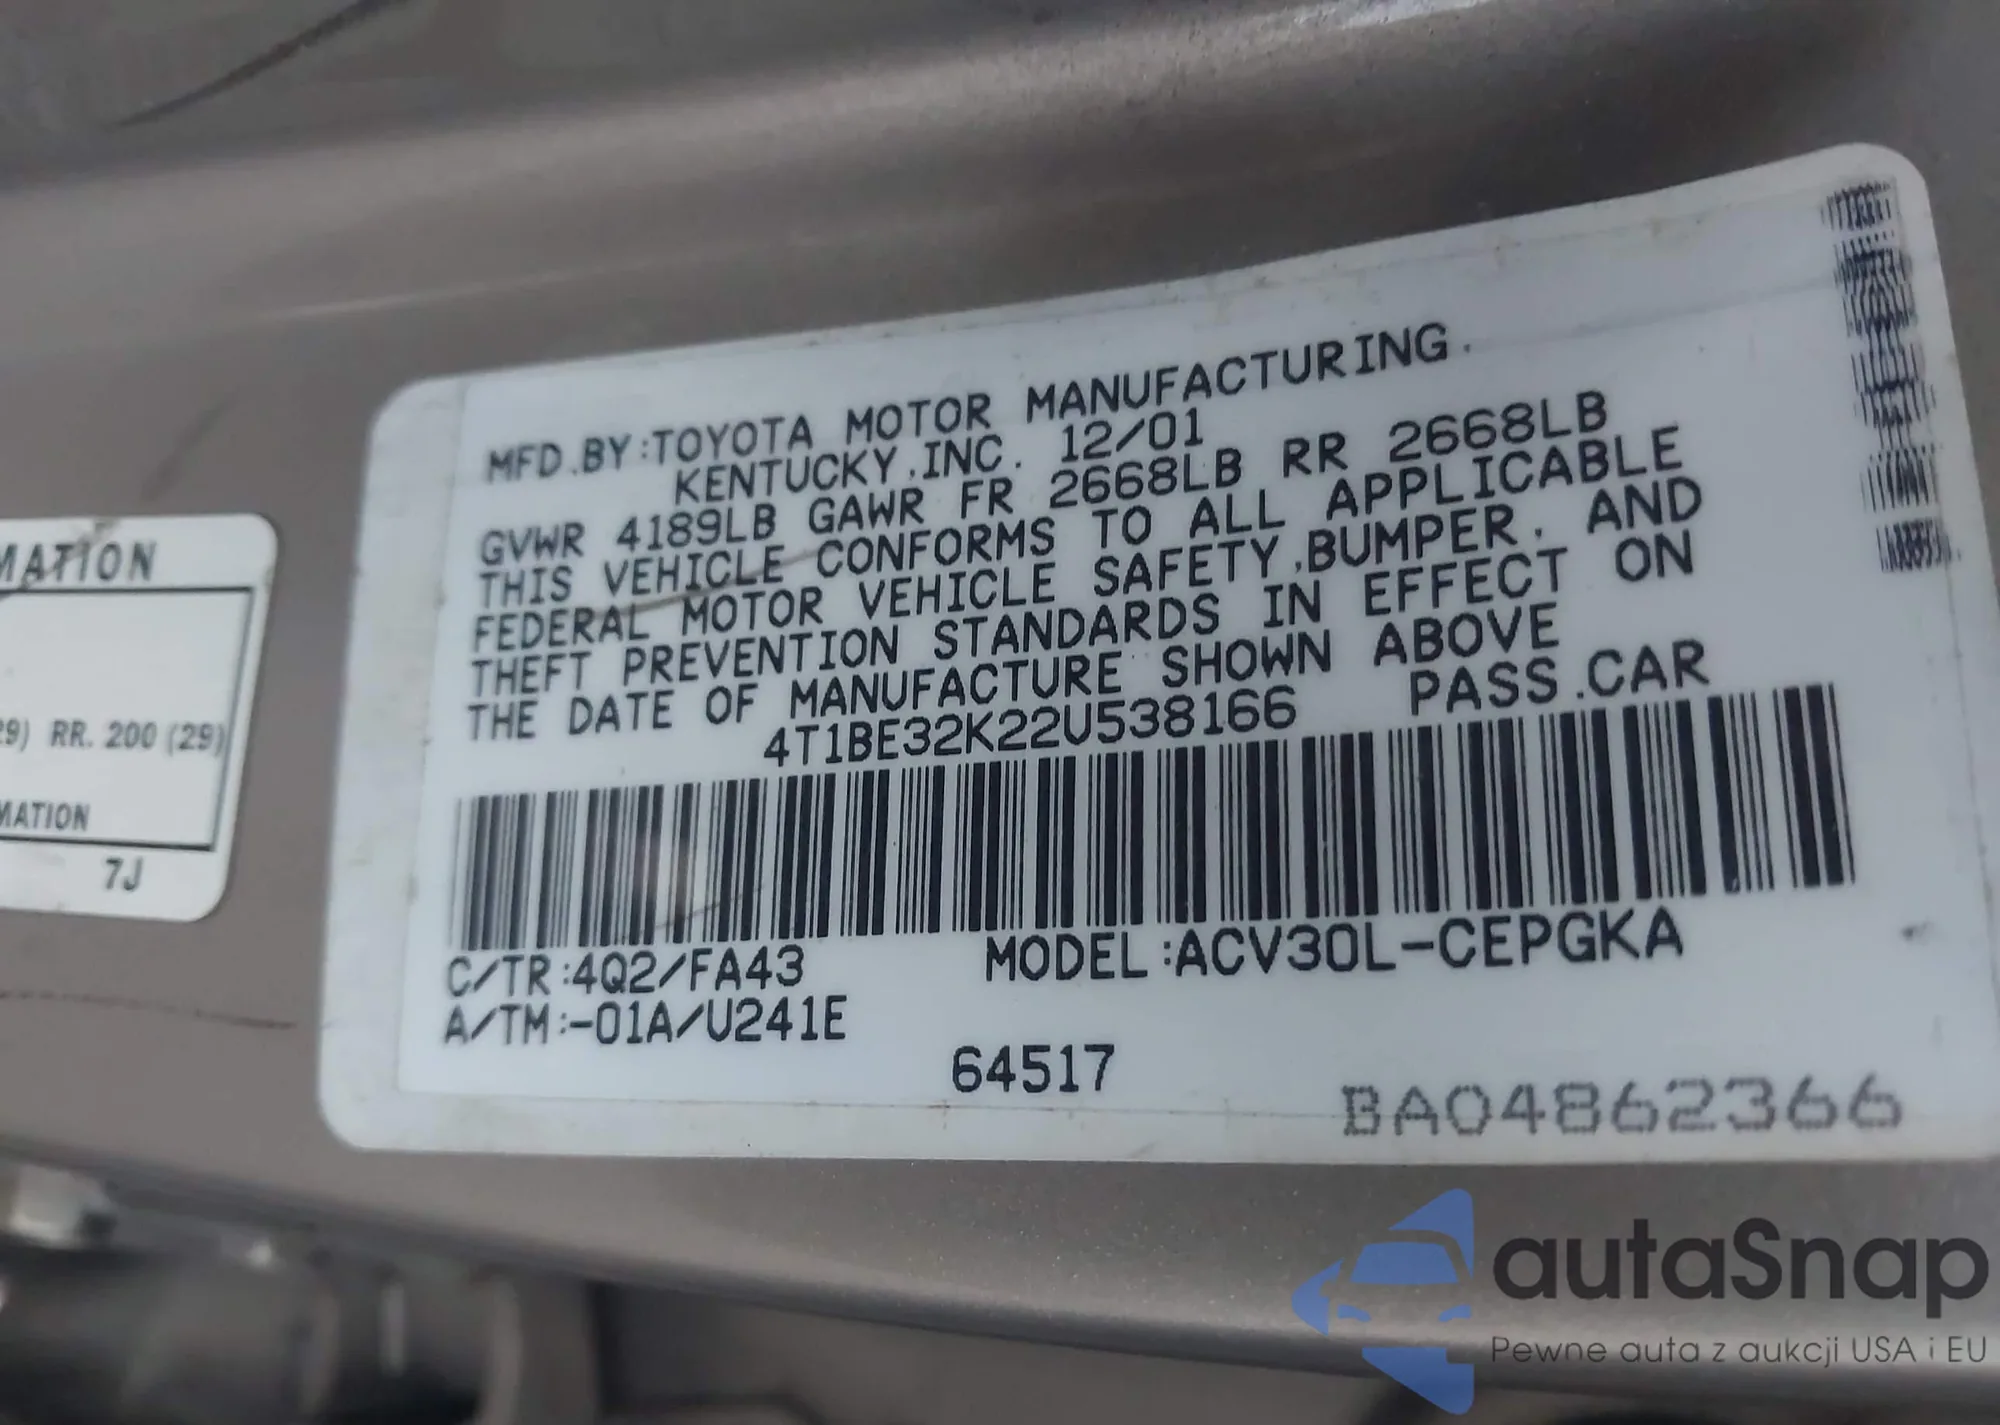 MATION
29) RR. 200 (29)
MATION
7J
MFD.BY:TOYOTA MOTOR MANUFACTURING.
KENTUCKY,INC. 12/01
GVWR 4189LB GAWR FR 2668LB RR 2668LB
THIS VEHICLE CONFORMS TO ALL APPLICABLE
FEDERAL MOTOR VEHICLE SAFETY,BUMPER, AND
THEFT PREVENTION STANDARDS IN EFFECT ON
THE DATE OF MANUFACTURE SHOWN ABOVE
4T1BE32K22U538166 PASS.CAR
C/TR:4Q2/FA43 MODEL:ACV30L-CEPGKA
A/TM:-01A/U241E
64517
BA04862366
autaSnap
Pewne auta z aukcji USA i EU